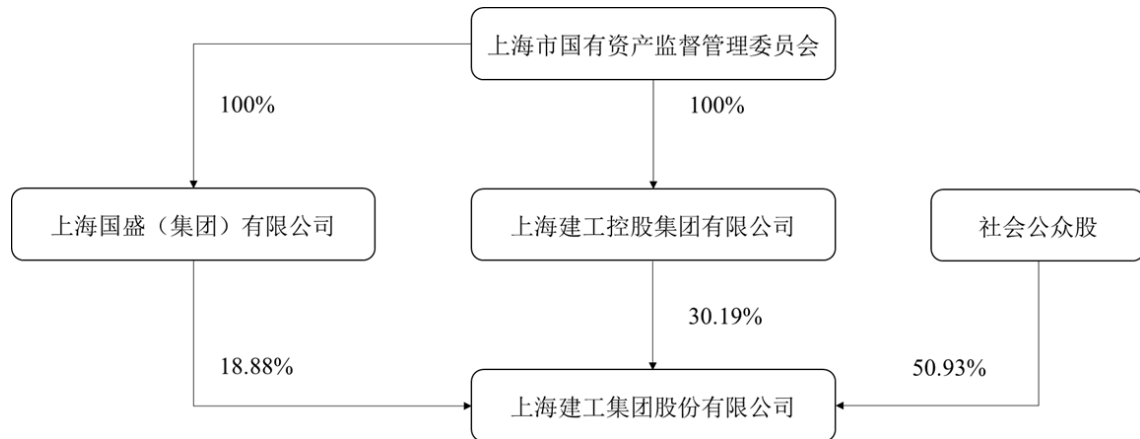 上海市国有资产监督管理委员会
100%
100%
上海国盛（集团）有限公司
上海建工控股集团有限公司
社会公众股
30.19%
18.88%
50.93%
上海建工集团股份有限公司